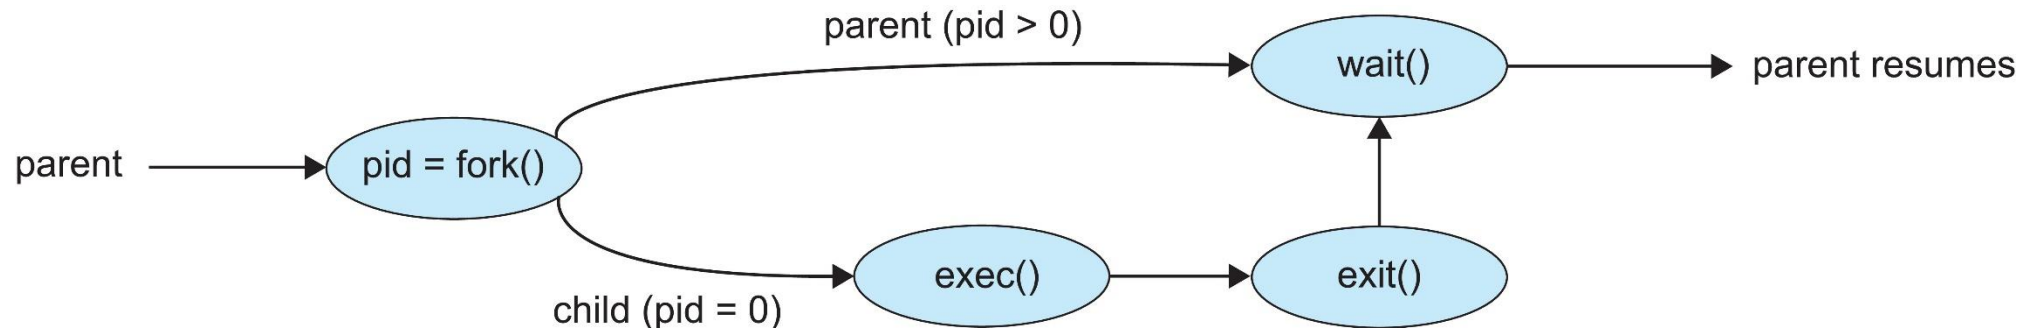 parent
pid = fork()
parent (pid > 0)
child (pid = 0)
exec()
exit()
wait()
parent resumes